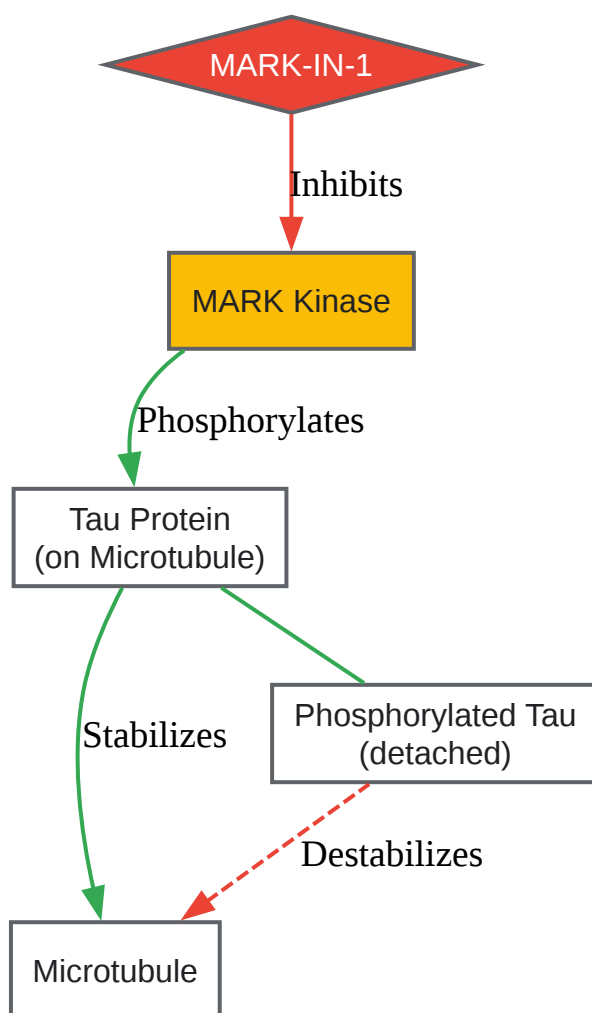 MARK-IN-1
Inhibits
MARK Kinase
Phosphorylates
Tau Protein
(on Microtubule)
Stabilizes
Phosphorylated Tau
(detached)
Destabilizes
Microtubule